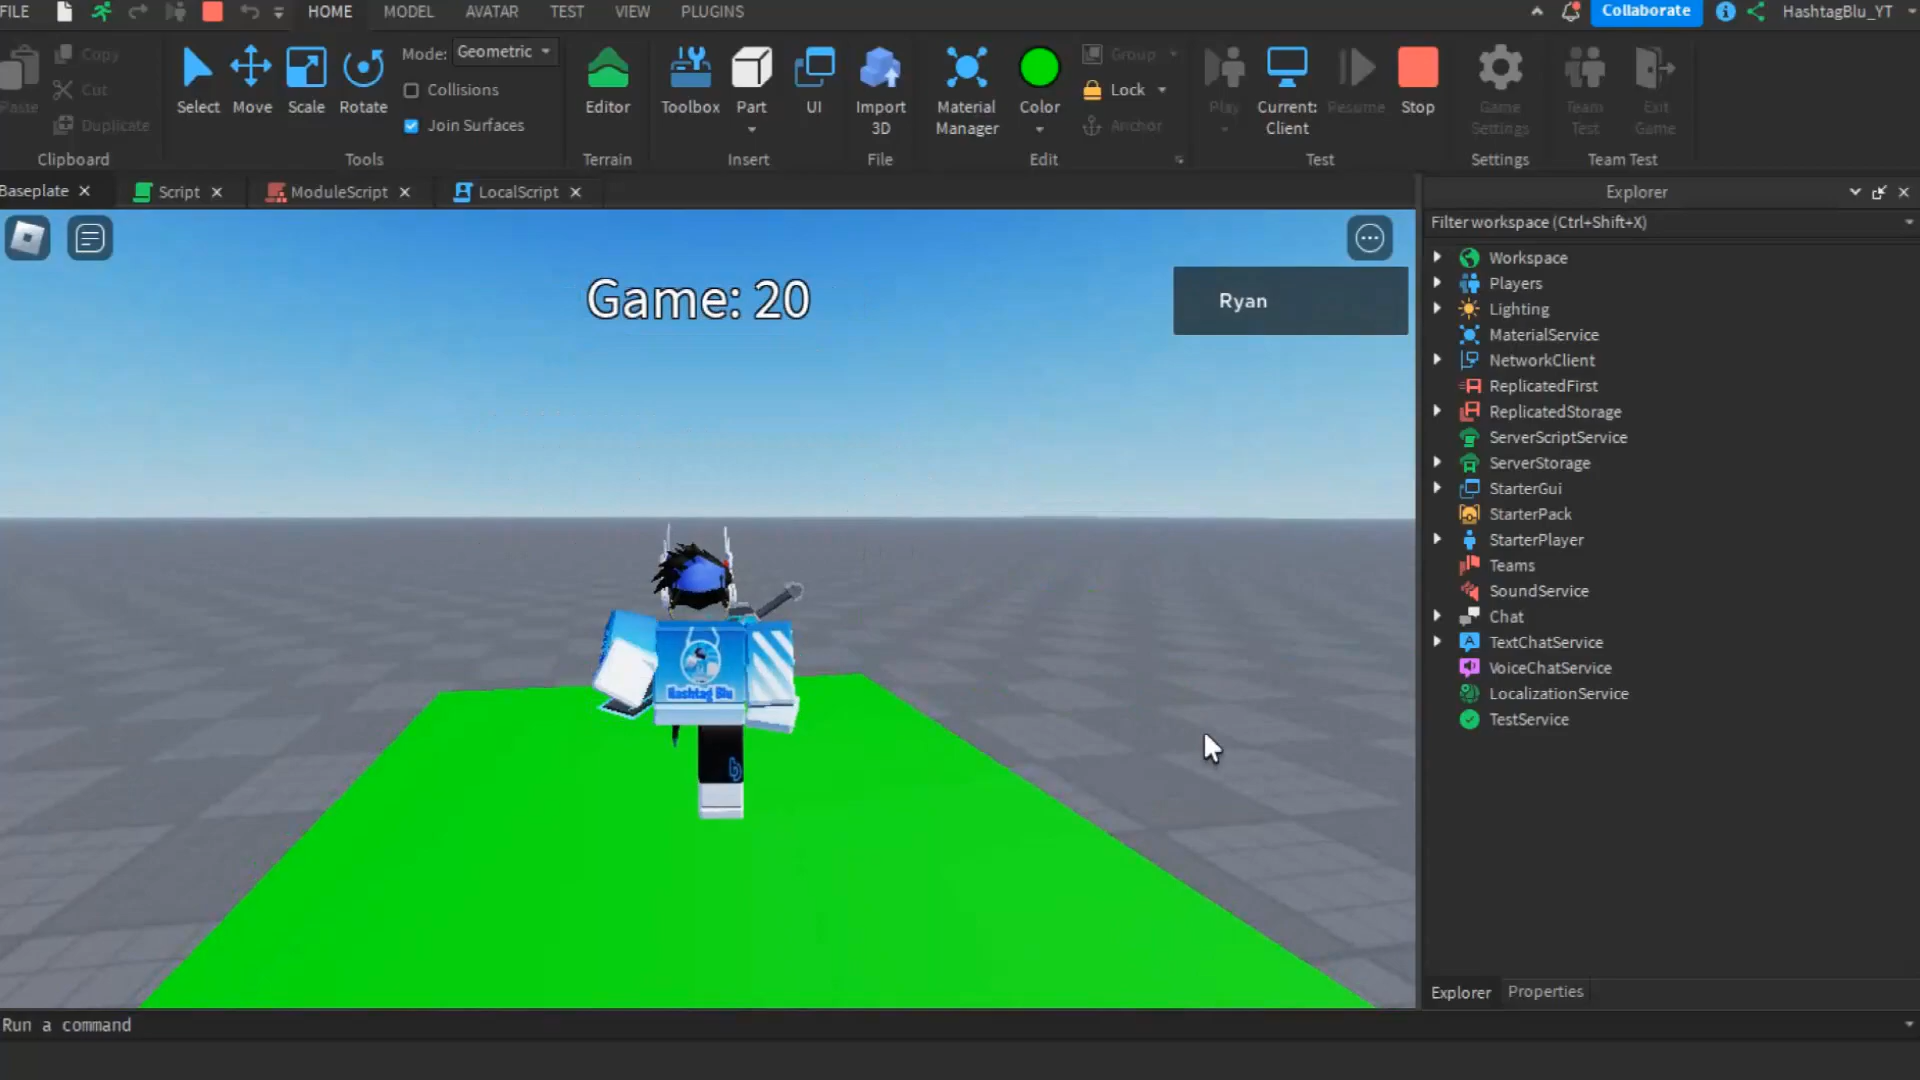 FILE HOME MODEL AVATAR TEST VIEW PLUGINS Collaborate HashtagBlu_YT
Paste
Copy
Cut
Duplicate
Clipboard
Select Move Scale Rotate
Mode: Geometric
Collisions
Join Surfaces
Tools
Editor
Terrain
Toolbox Part UI
Insert
Import
3D
File
Material
Manager
Color
Group
Lock
Anchor
Edit
Play
Current:
Client
Resume
Stop
Test
Game
Settings
Settings
Team
Test
Exit
Game
Team Test
Baseplate Script ModuleScript LocalScript
Game: 20
Ryan
Hashtag Blu
Explorer
Filter workspace (Ctrl+Shift+X)
Workspace
Players
Lighting
MaterialService
NetworkClient
ReplicatedFirst
ReplicatedStorage
ServerScriptService
ServerStorage
StarterGui
StarterPack
StarterPlayer
Teams
SoundService
Chat
TextChatService
VoiceChatService
LocalizationService
TestService
Explorer Properties
Run a command